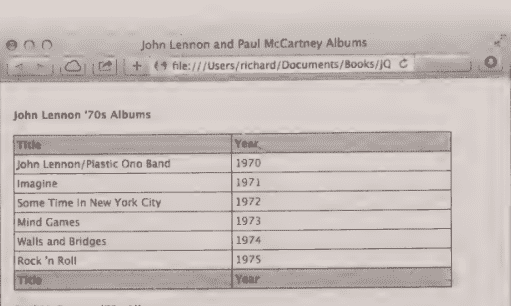 John Lennon and Paul McCartney Albums
file:///Users/richard/Documents/Books/JQ
John Lennon '70s Albums
Title Year
John Lennon/Plastic Ono Band 1970
Imagine 1971
Some Time in New York City 1972
Mind Games 1973
Walls and Bridges 1974
Rock 'n Roll 1975
Title Year